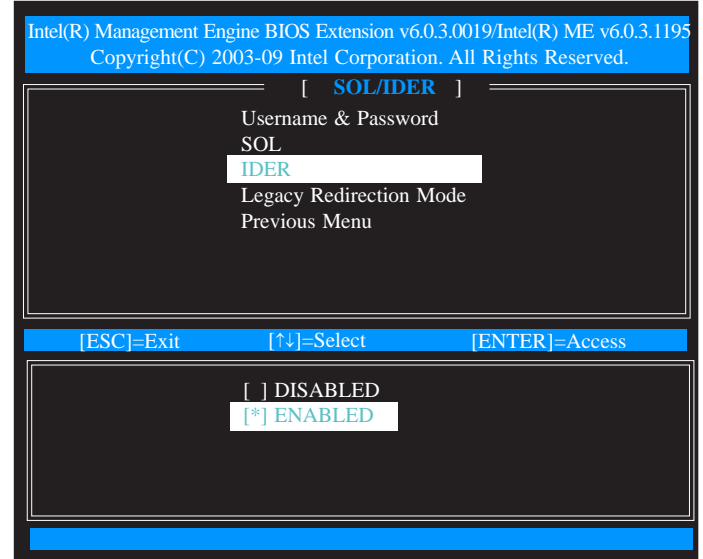 Intel(R) Management Engine BIOS Extension v6.0.3.0019/Intel(R) ME v6.0.3.1195
Copyright(C) 2003-09 Intel Corporation. All Rights Reserved.
[ SOL/IDER ]
Username & Password
SOL
IDER
Legacy Redirection Mode
Previous Menu
[ESC]=Exit [↑↓]=Select [ENTER]=Access
[ ] DISABLED
[*] ENABLED